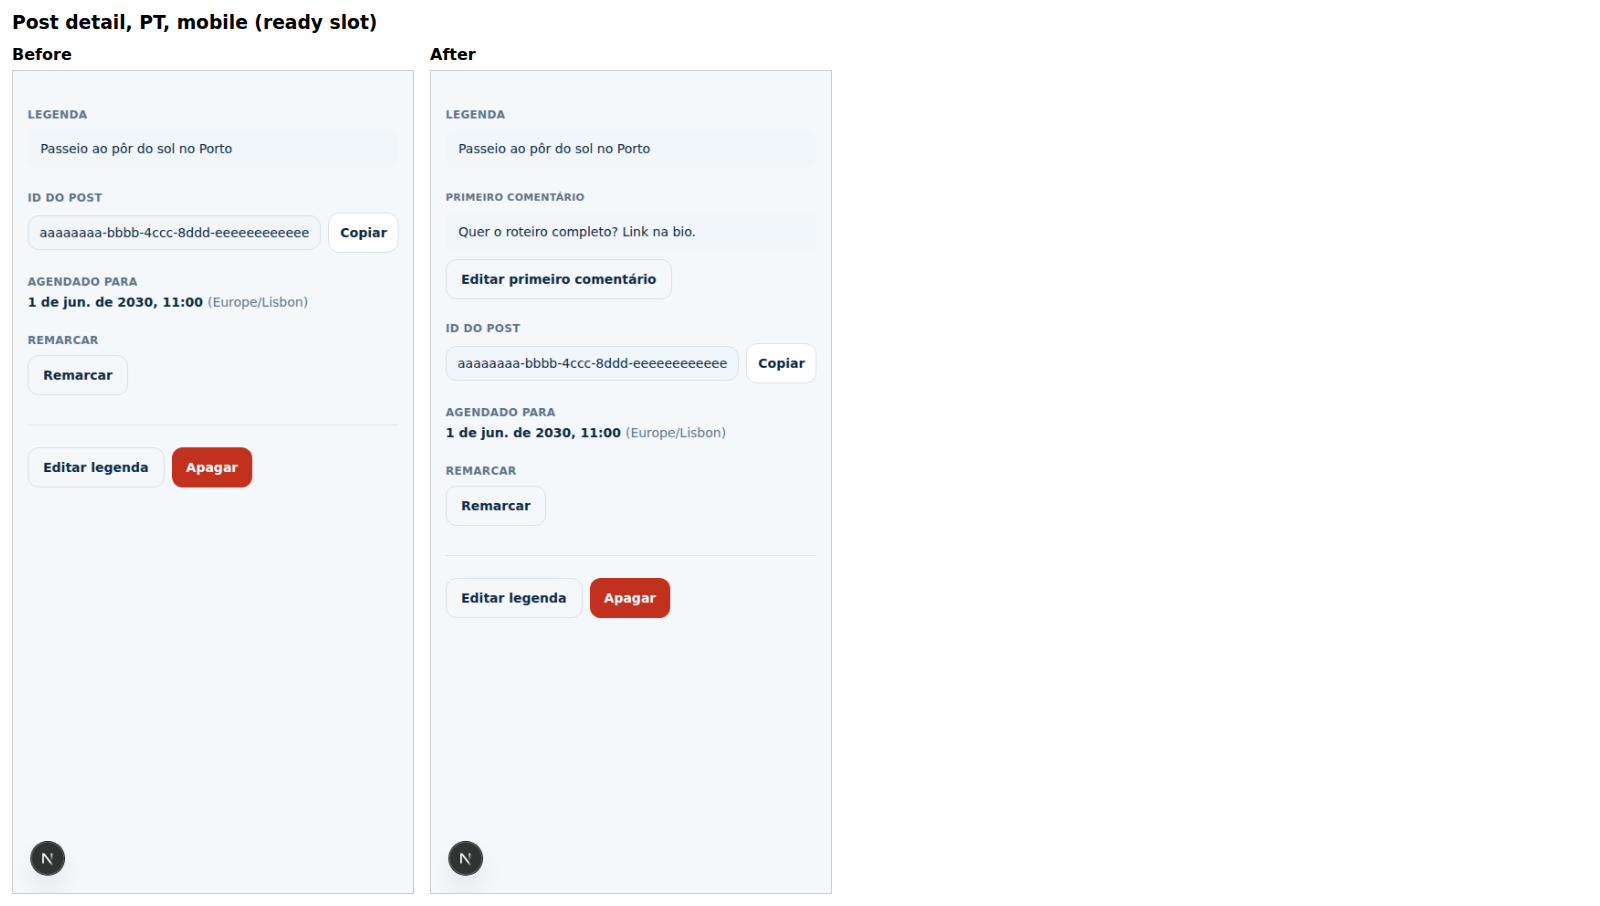 Post detail, PT, mobile (ready slot)
Before
LEGENDA
Passeio ao pôr do sol no Porto
ID DO POST
aaaaaaaa-bbbb-4ccc-8ddd-eeeeeeeeeeee Copiar
AGENDADO PARA
1 de jun. de 2030, 11:00 (Europe/Lisbon)
REMARCAR
Remarcar
Editar legenda Apagar
N
After
LEGENDA
Passeio ao pôr do sol no Porto
PRIMEIRO COMENTÁRIO
Quer o roteiro completo? Link na bio.
Editar primeiro comentário
ID DO POST
aaaaaaaa-bbbb-4ccc-8ddd-eeeeeeeeeeee Copiar
AGENDADO PARA
1 de jun. de 2030, 11:00 (Europe/Lisbon)
REMARCAR
Remarcar
Editar legenda Apagar
N